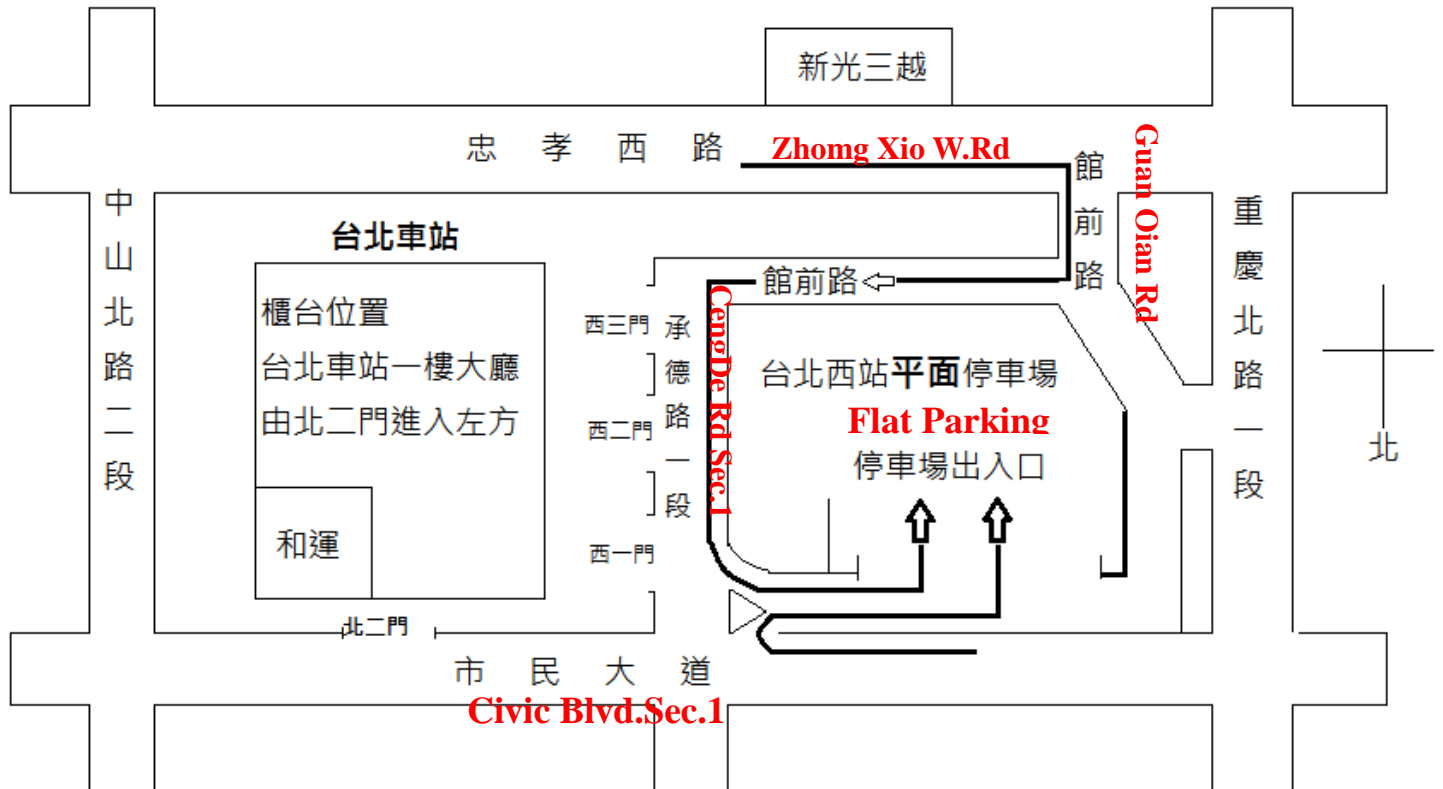 新光三越
忠孝西路
Zhomg Xio W.Rd
館前路
Guan Qian Rd
中山北路二段
重慶北路一段
台北車站
櫃台位置
台北車站一樓大廳
由北二門進入左方
和運
北二門
西三門
西二門
西一門
承德路一段
CengDe Rd Sec.1
館前路
台北西站平面停車場
Flat Parking
停車場出入口
北
市民大道
Civic Blvd.Sec.1